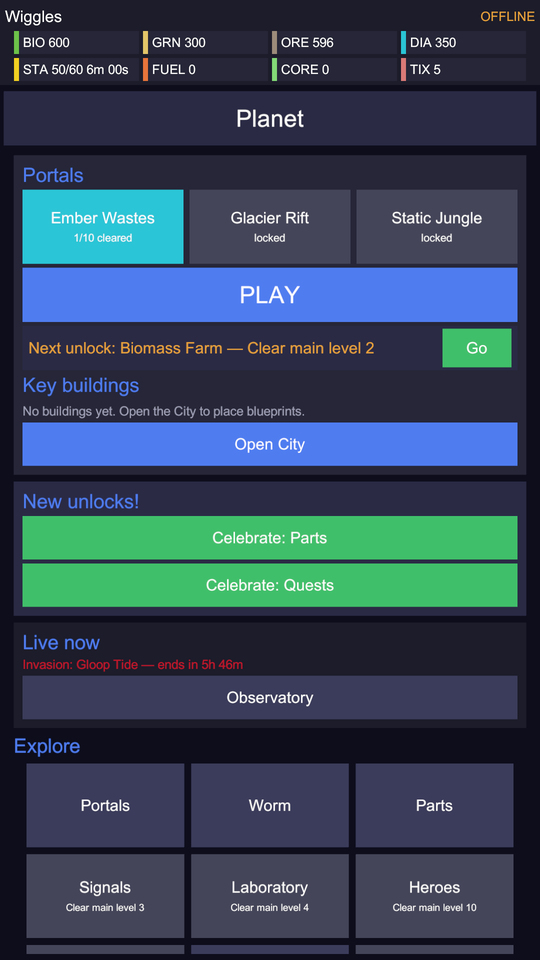 Wiggles
OFFLINE
BIO 600
GRN 300
ORE 596
DIA 350
STA 50/60 6m 00s
FUEL 0
CORE 0
TIX 5
Planet
Portals
Ember Wastes
1/10 cleared
Glacier Rift
locked
Static Jungle
locked
PLAY
Next unlock: Biomass Farm — Clear main level 2
Go
Key buildings
No buildings yet. Open the City to place blueprints.
Open City
New unlocks!
Celebrate: Parts
Celebrate: Quests
Live now
Invasion: Gloop Tide — ends in 5h 46m
Observatory
Explore
Portals
Worm
Parts
Signals
Clear main level 3
Laboratory
Clear main level 4
Heroes
Clear main level 10